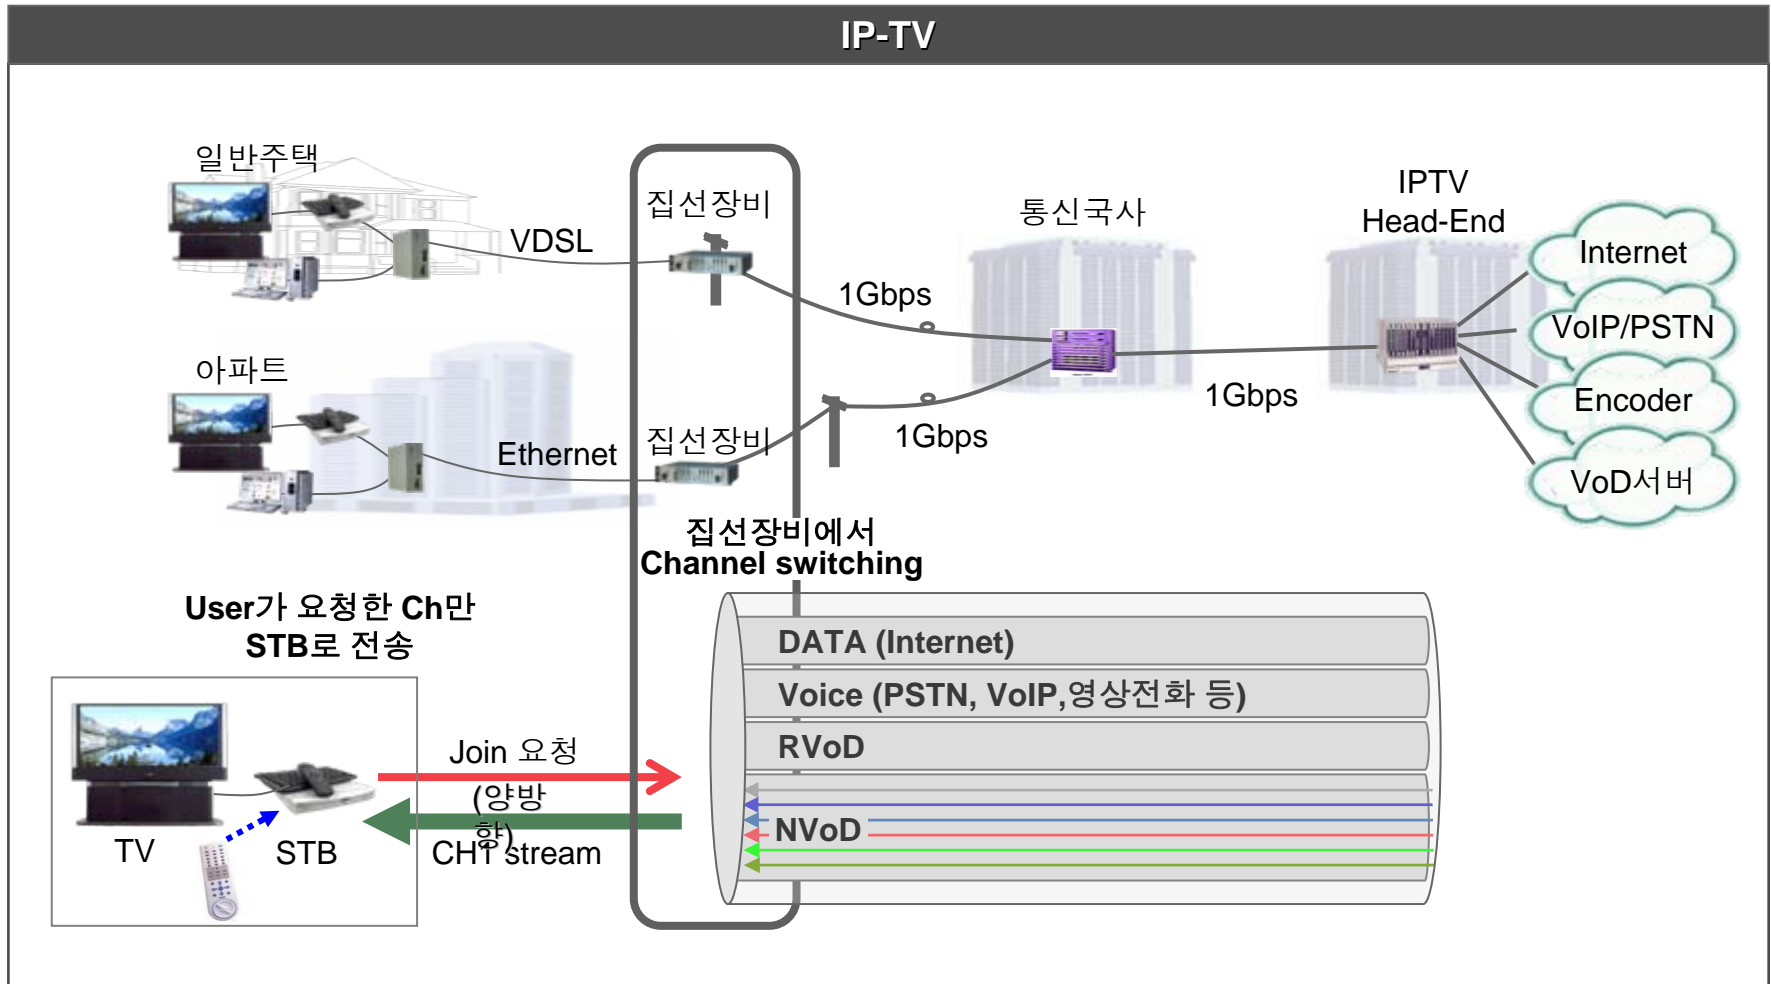 IP-TV
일반주택
집선장비
통신국사
IPTV
Head-End
VDSL
1Gbps
Internet
VoIP/PSTN
아파트
Ethernet
집선장비
1Gbps
1Gbps
Encoder
VoD서버
집선장비에서
Channel switching
User가 요청한 Ch만
STB로 전송
DATA (Internet)
Voice (PSTN, VoIP,영상전화 등)
RVoD
NVoD
Join 요청
(양방
향)
CH1 stream
TV
STB